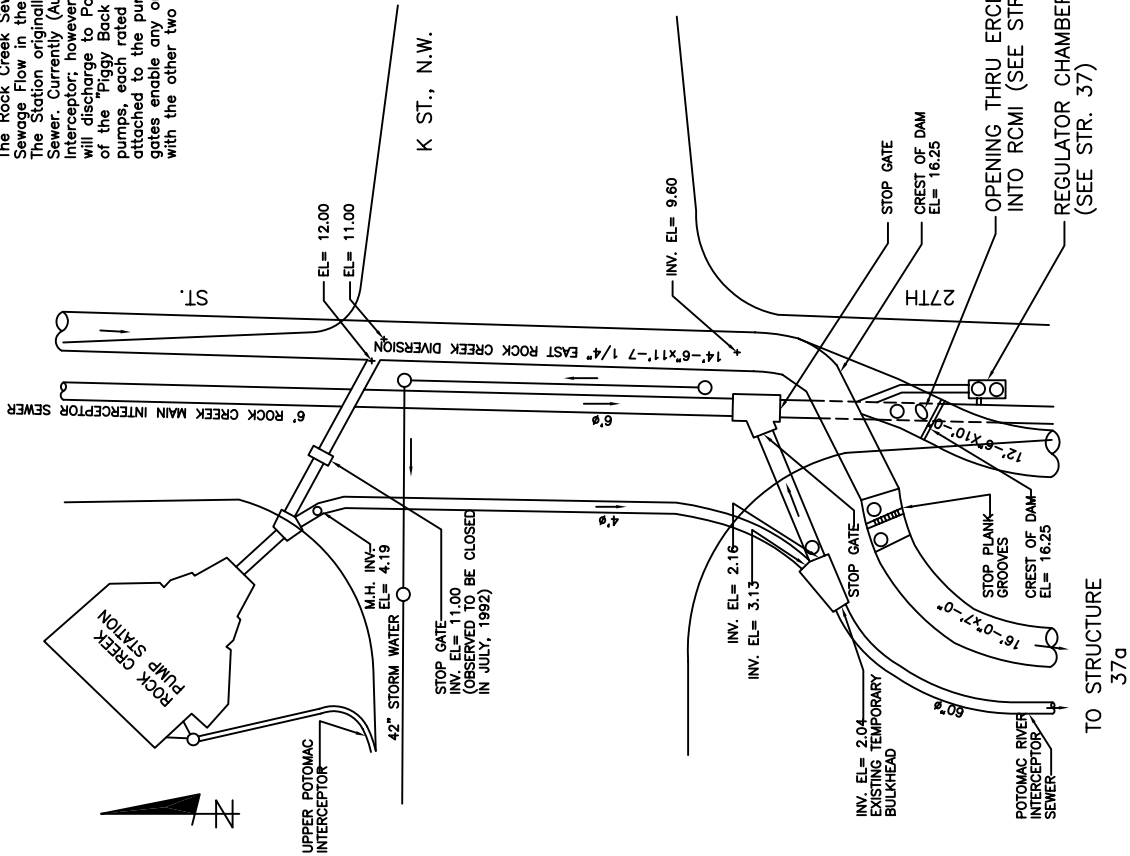 The Rock Creek Sew
Sewage Flow in the
The Station originall
Sewer. Currently (Au
Interceptor; however
will discharge to Po
of the "Piggy Back
pumps, each rated
attached to the pur
gates enable any o
with the other two
K ST., N.W.
EL= 12.00
EL= 11.00
ST.
INV. EL= 9.60
27TH
STOP GATE
CREST OF DAM
EL= 16.25
OPENING THRU ERCD
INTO RCMI (SEE STR
REGULATOR CHAMBER
(SEE STR. 37)
14'-6"x11'-7 1/4" EAST ROCK CREEK DIVERSION
6' ROCK CREEK MAIN INTERCEPTOR SEWER
6'ø
4'ø
12'-6"X10'-0"
ROCK CREEK
PUMP STATION
M.H. INV.
EL= 4.19
STOP GATE
INV. EL= 11.00
(OBSERVED TO BE CLOSED
IN JULY, 1992)
42" STORM WATER
UPPER POTOMAC
INTERCEPTOR
INV. EL= 2.16
INV. EL= 3.13
STOP GATE
STOP PLANK
GROOVES
CREST OF DAM
EL= 16.25
16'-0"x7'-0"
60"ø
INV. EL= 2.04
EXISTING TEMPORARY
BULKHEAD
POTOMAC RIVER
INTERCEPTOR
SEWER
TO STRUCTURE
37a
N